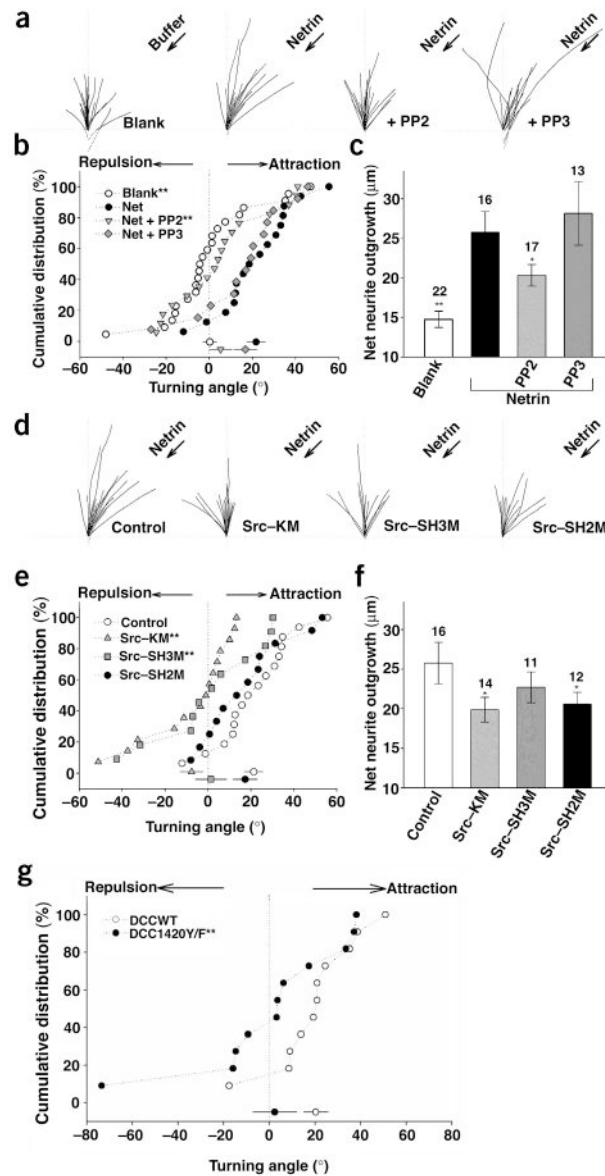 a
Buffer
Netrin
Netrin
Netrin
Blank
+ PP2
+ PP3
b
Repulsion
Attraction
Blank**
Net
Net + PP2**
Net + PP3
Cumulative distribution (%)
100
80
60
40
20
0
−60 −40 −20 0 20 40 60
Turning angle (°)
c
Net neurite outgrowth (μm)
30
25
20
15
10
22
**
16
17
*
13
Blank
PP2
PP3
Netrin
d
Netrin
Netrin
Netrin
Netrin
Control
Src–KM
Src–SH3M
Src–SH2M
e
Repulsion
Attraction
Control
Src–KM**
Src–SH3M**
Src–SH2M
Cumulative distribution (%)
100
80
60
40
20
0
−60 −40 −20 0 20 40 60
Turning angle (°)
f
Net neurite outgrowth (μm)
30
25
20
15
10
16
14
*
11
12
*
Control
Src–KM
Src–SH3M
Src–SH2M
g
Repulsion
Attraction
DCCWT
DCC1420Y/F**
Cumulative distribution (%)
100
80
60
40
20
0
−80 −60 −40 −20 0 20 40 60 80
Turning angle (°)